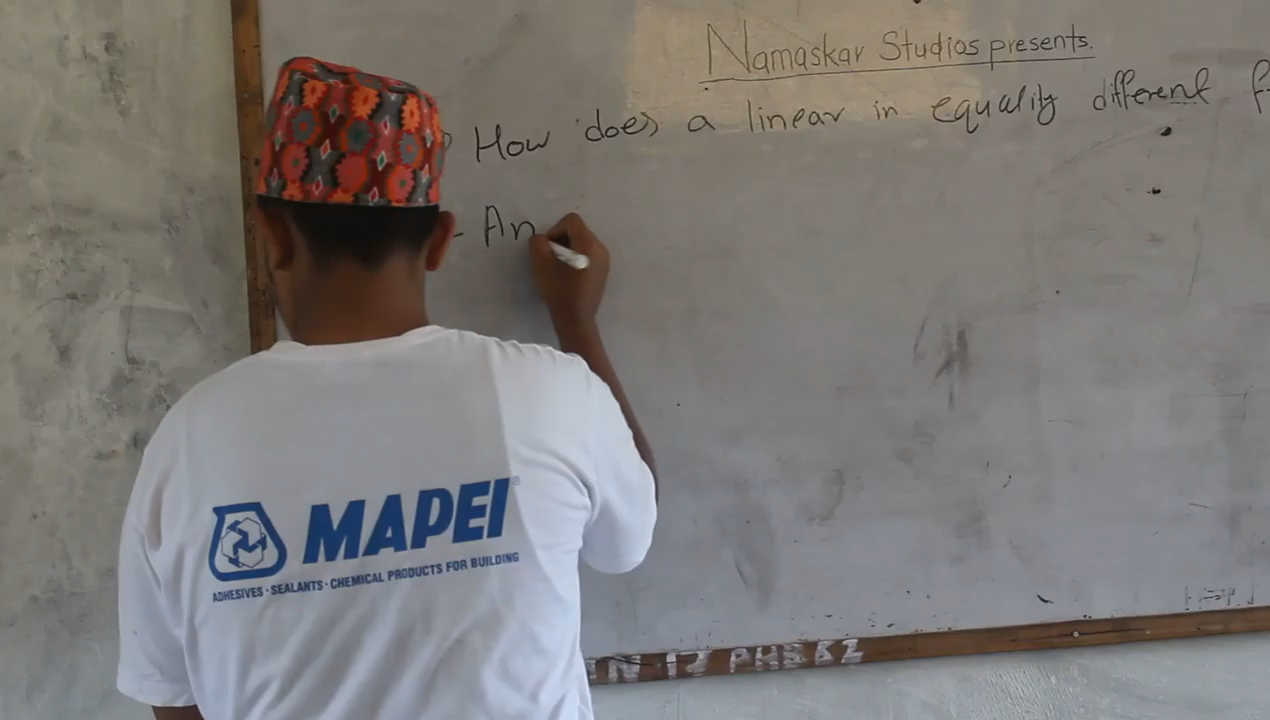 Namaskar Studios presents.
How does a linear in equality different f
- An
MAPEI®
ADHESIVES · SEALANTS · CHEMICAL PRODUCTS FOR BUILDING